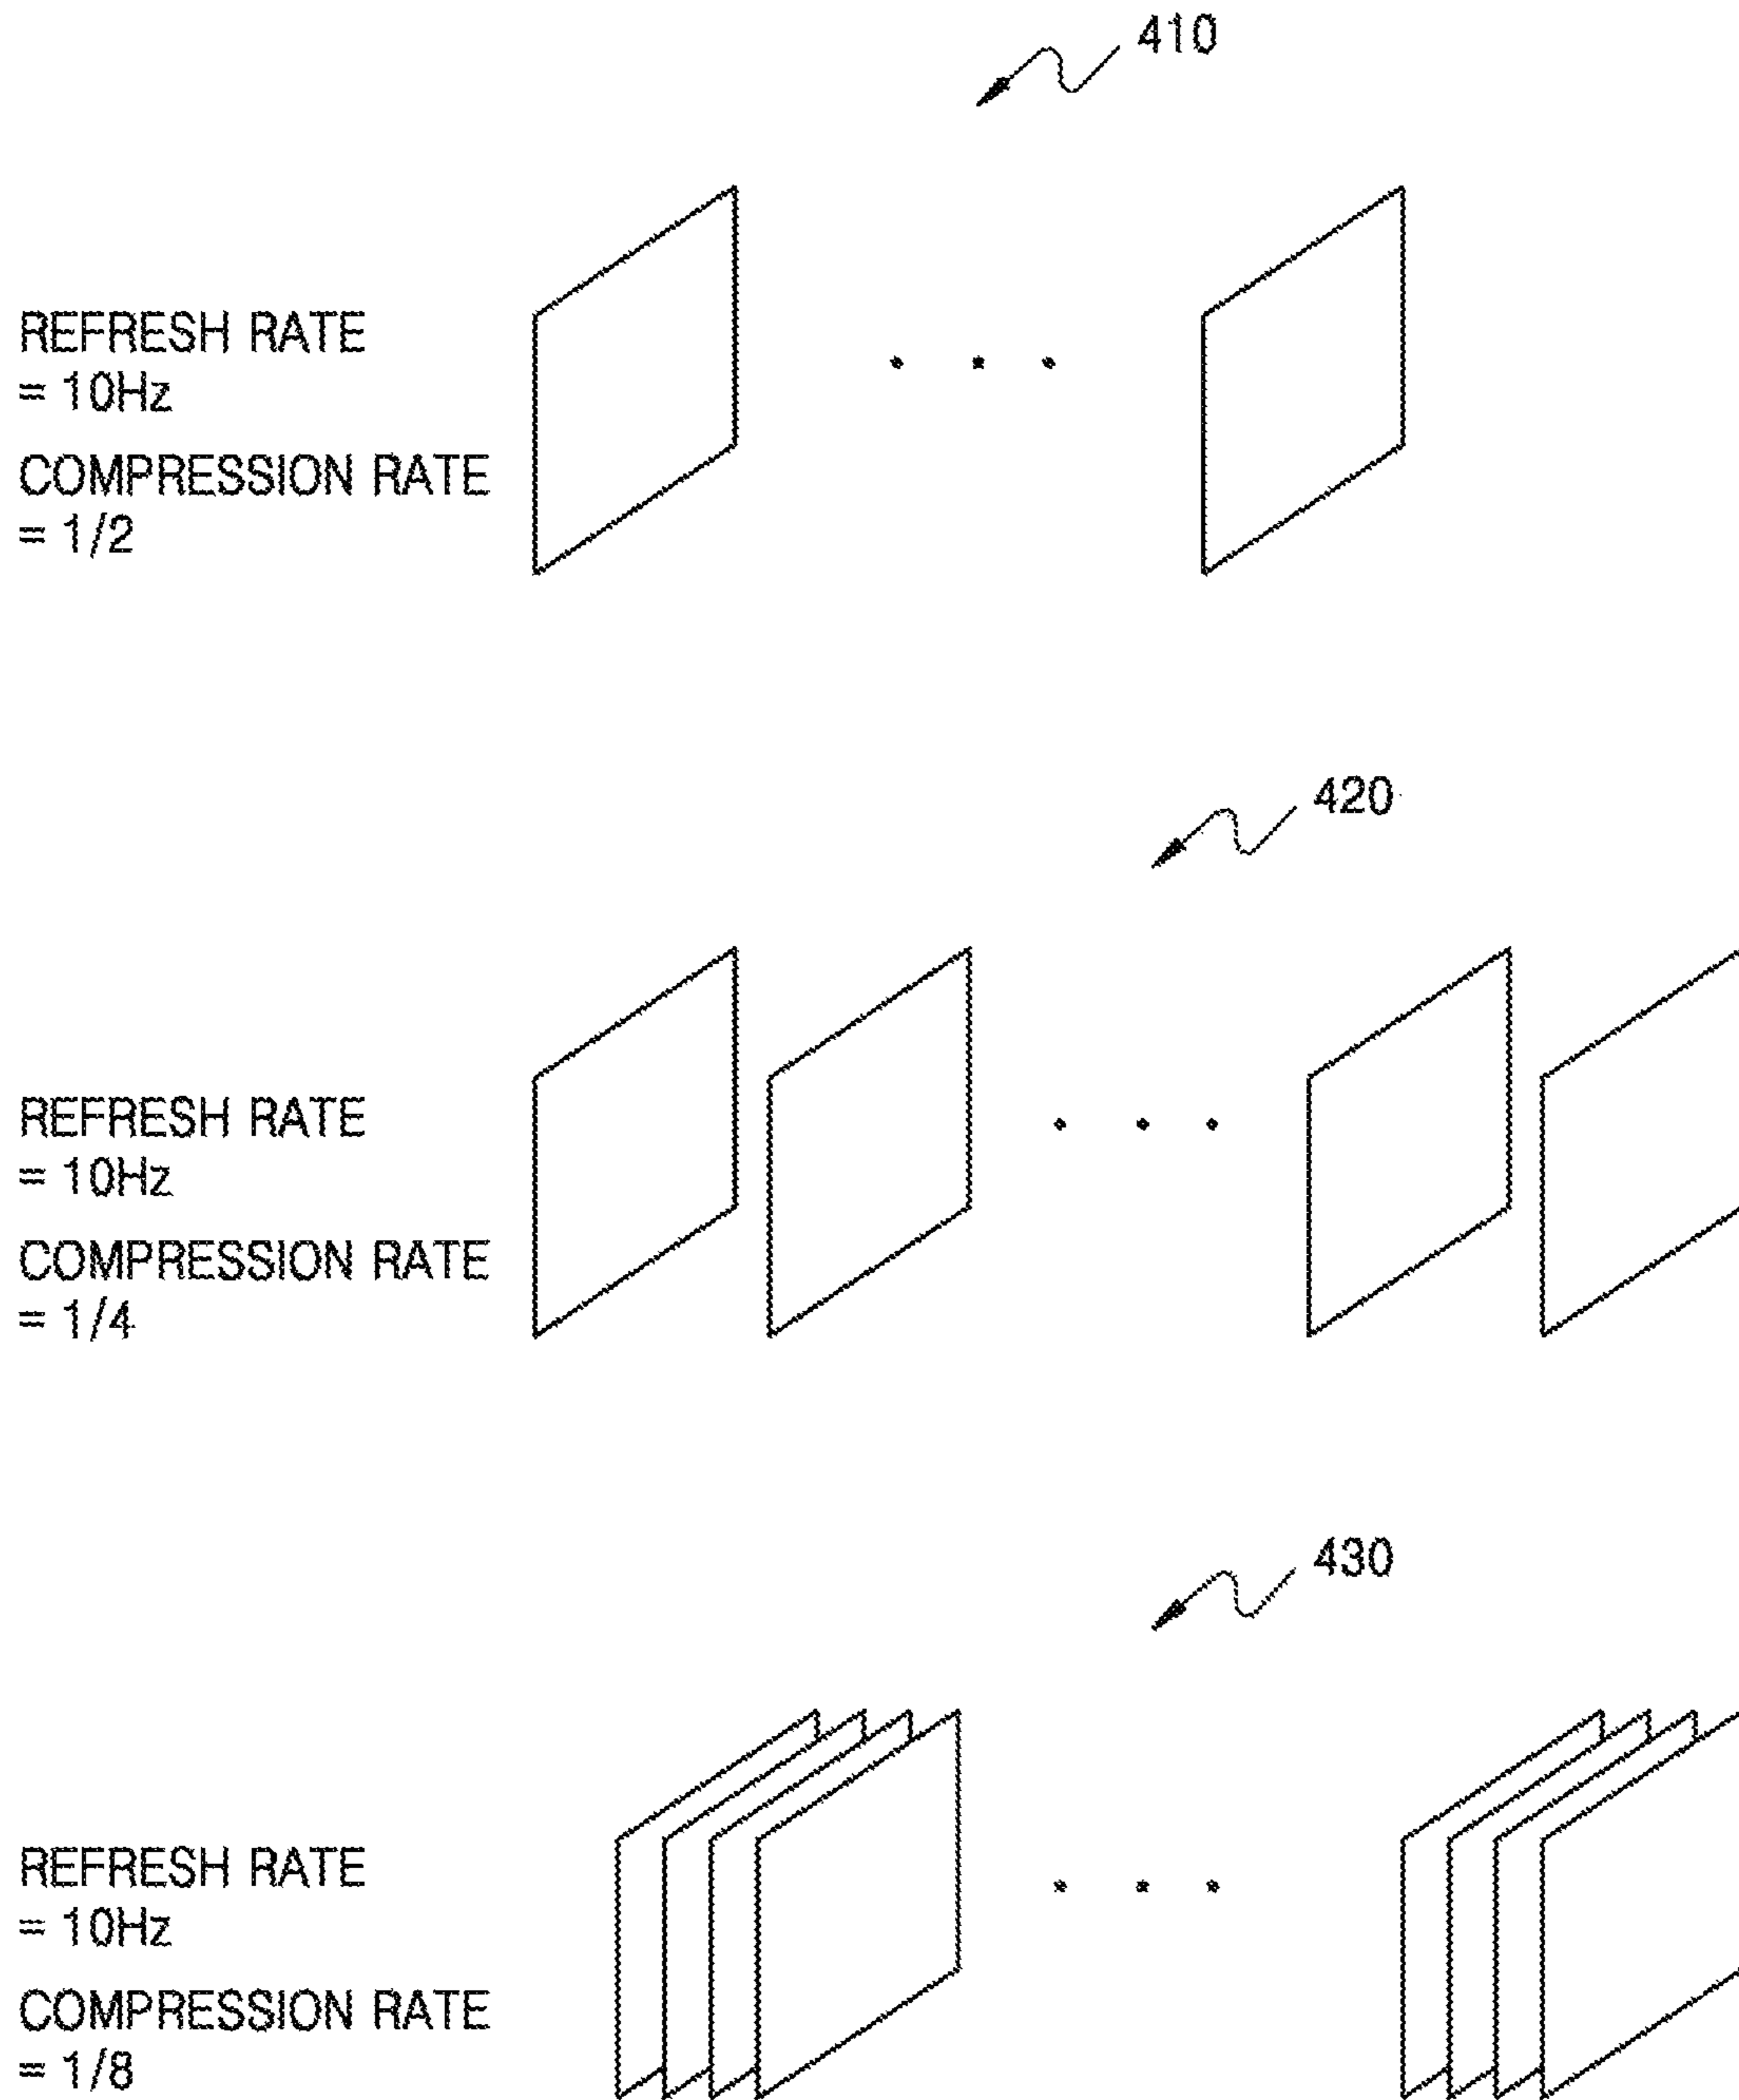 410
REFRESH RATE
= 10Hz
COMPRESSION RATE
= 1/2
420
REFRESH RATE
= 10Hz
COMPRESSION RATE
= 1/4
430
REFRESH RATE
= 10Hz
COMPRESSION RATE
= 1/8